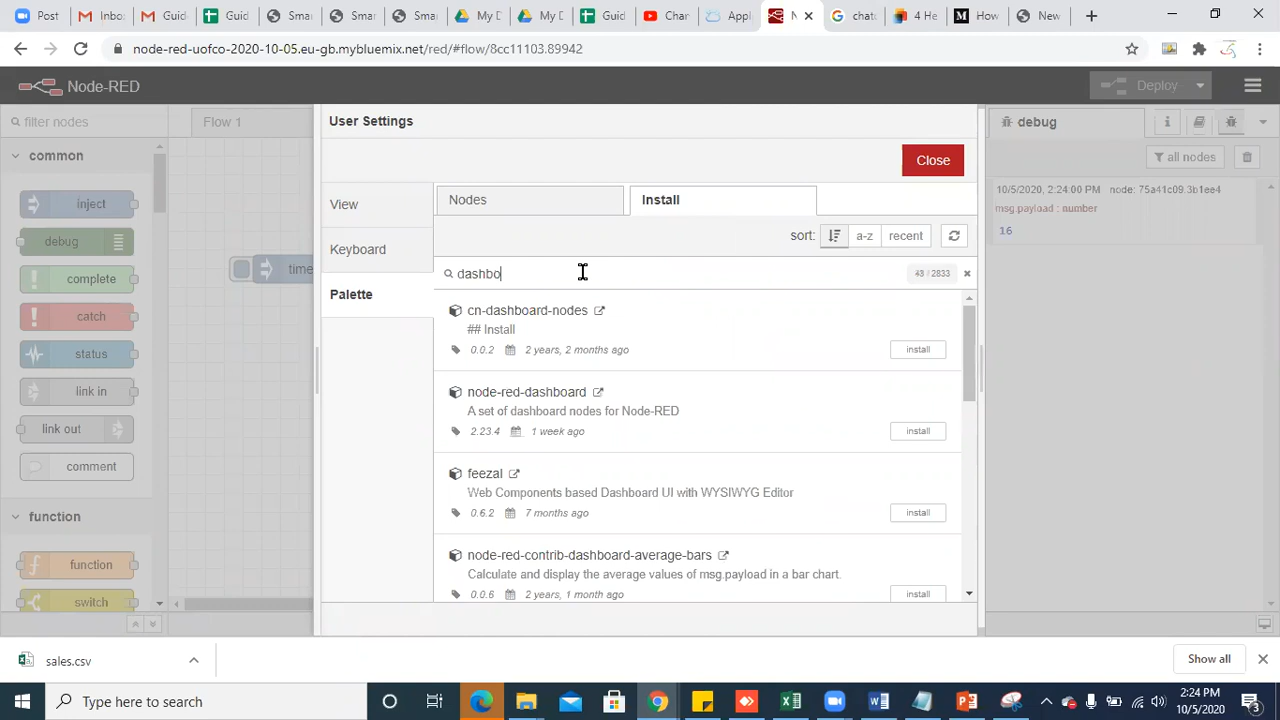 Post
Inbo
Guid
Guid
Smar
Smar
Smar
My D
My D
Guid
Char
Appl
N
chatu
4 He
How
New
node-red-uofco-2020-10-05.eu-gb.mybluemix.net/red/#flow/8cc11103.89942
Node-RED
Deploy
filter nodes
Flow 1
User Settings
debug
common
Close
all nodes
inject
View
Nodes
Install
10/5/2020, 2:24:00 PM node: 75a41c09.3b1ee4
msg.payload : number
16
debug
Keyboard
sort:
a-z
recent
complete
time
dashbo
43 / 2833
Palette
catch
cn-dashboard-nodes
## Install
0.0.2
2 years, 2 months ago
install
status
link in
node-red-dashboard
A set of dashboard nodes for Node-RED
2.23.4
1 week ago
install
link out
comment
feezal
Web Components based Dashboard UI with WYSIWYG Editor
0.6.2
7 months ago
install
function
function
node-red-contrib-dashboard-average-bars
Calculate and display the average values of msg.payload in a bar chart.
0.0.6
2 years, 1 month ago
install
switch
sales.csv
Show all
Type here to search
2:24 PM
10/5/2020
3